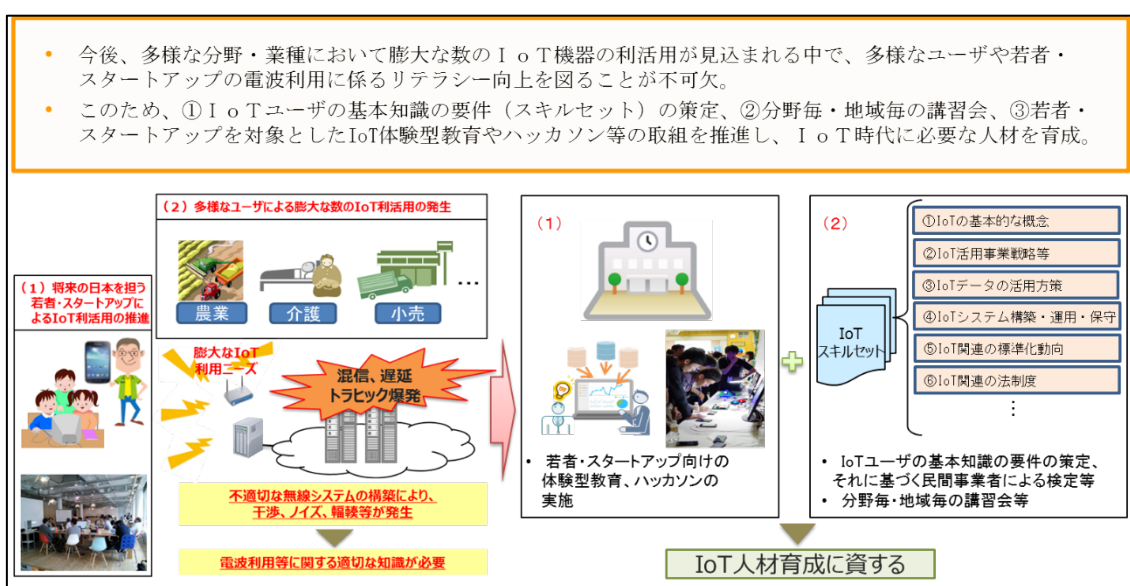 • 今後、多様な分野・業種において膨大な数のＩｏＴ機器の利活用が見込まれる中で、多様なユーザや若者・
スタートアップの電波利用に係るリテラシー向上を図ることが不可欠。
• このため、①ＩｏＴユーザの基本知識の要件（スキルセット）の策定、②分野毎・地域毎の講習会、③若者・
スタートアップを対象としたIoT体験型教育やハッカソン等の取組を推進し、ＩｏＴ時代に必要な人材を育成。
（１）将来の日本を担う
若者・スタートアップに
よるIoT利活用の推進
（２）多様なユーザによる膨大な数のIoT利活用の発生
農業
介護
小売
…
膨大なIoT
利用ニーズ
混信、遅延
トラヒック爆発
不適切な無線システムの構築により、
干渉、ノイズ、輻輳等が発生
電波利用等に関する適切な知識が必要
（1）
• 若者・スタートアップ向けの
体験型教育、ハッカソンの
実施
（2）
IoT
スキルセット
①IoTの基本的な概念
②IoT活用事業戦略等
③IoTデータの活用方策
④IoTシステム構築・運用・保守
⑤IoT関連の標準化動向
⑥IoT関連の法制度
⋮
• IoTユーザの基本知識の要件の策定、
それに基づく民間事業者による検定等
• 分野毎・地域毎の講習会等
IoT人材育成に資する